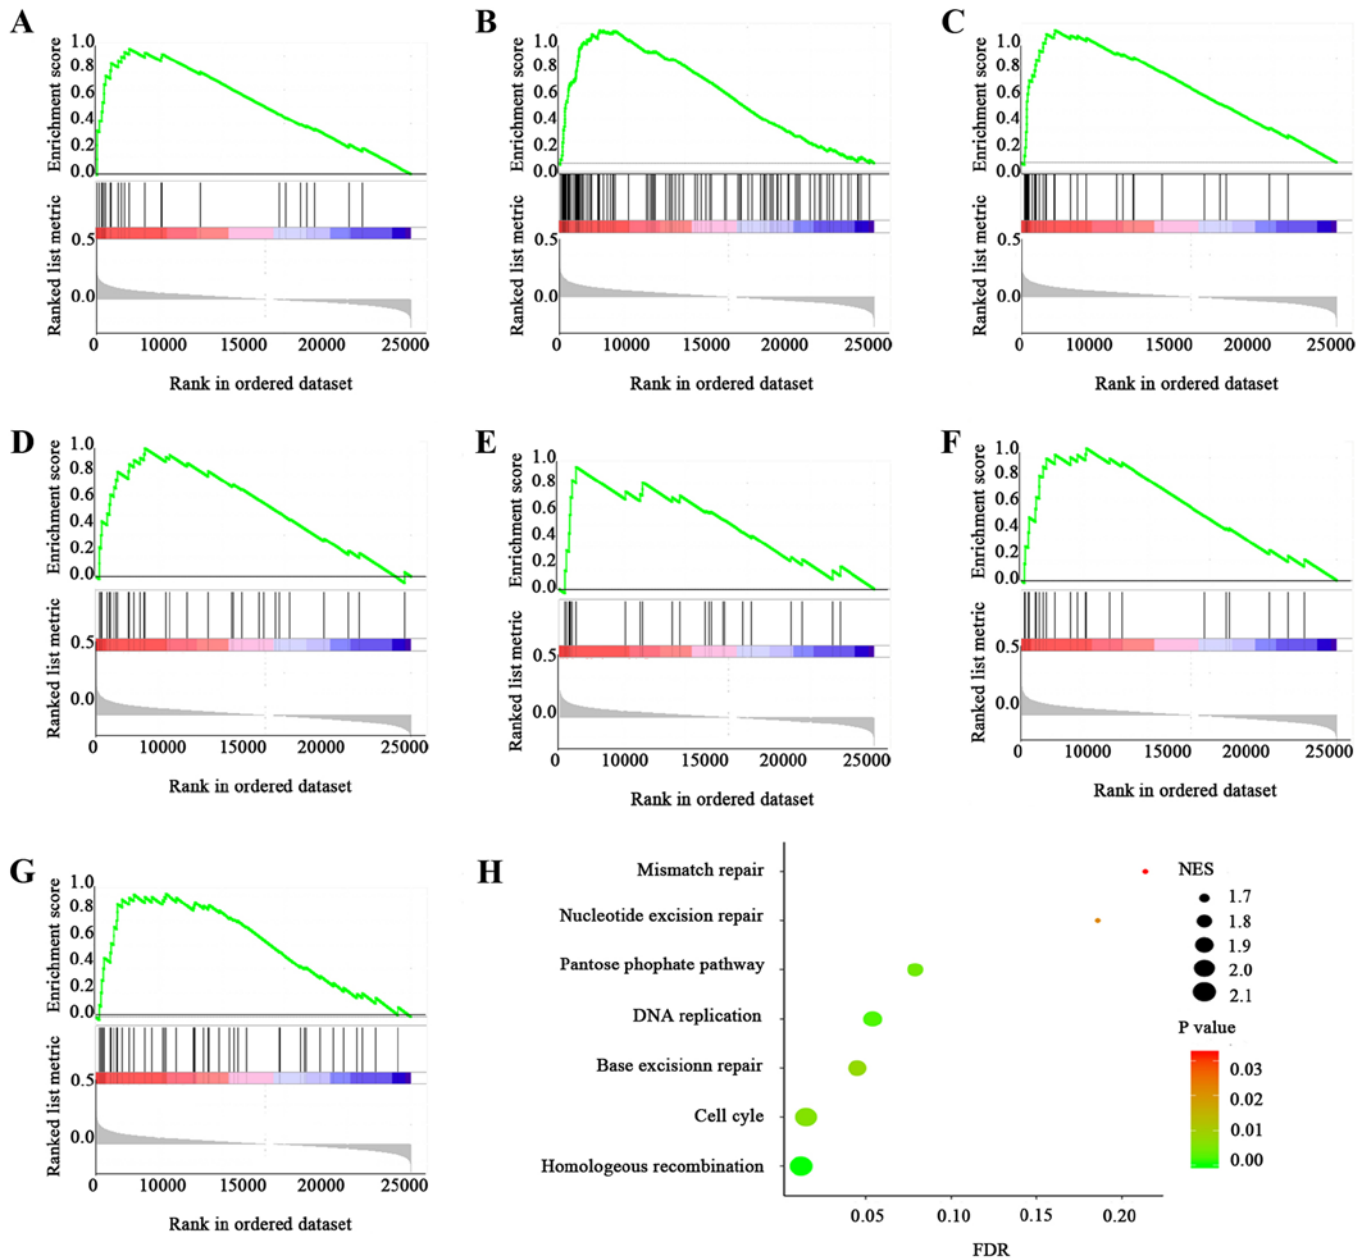 A
Enrichment score
1.0
0.8
0.6
0.4
0.2
0.0
Ranked list metric
0.5
0.0
0 10000 15000 20000 25000
Rank in ordered dataset
B
Enrichment score
1.0
0.8
0.6
0.4
0.2
0.0
Ranked list metric
0.5
0.0
0 10000 15000 20000 25000
Rank in ordered dataset
C
Enrichment score
1.0
0.8
0.6
0.4
0.2
0.0
Ranked list metric
0.5
0.0
0 10000 15000 20000 25000
Rank in ordered dataset
D
Enrichment score
1.0
0.8
0.6
0.4
0.2
0.0
Ranked list metric
0.5
0.0
0 10000 15000 20000 25000
Rank in ordered dataset
E
Enrichment score
1.0
0.8
0.6
0.4
0.2
0.0
Ranked list metric
0.5
0.0
0 10000 15000 20000 25000
Rank in ordered dataset
F
Enrichment score
1.0
0.8
0.6
0.4
0.2
0.0
Ranked list metric
0.5
0.0
0 10000 15000 20000 25000
Rank in ordered dataset
G
Enrichment score
1.0
0.8
0.6
0.4
0.2
0.0
Ranked list metric
0.5
0.0
0 10000 15000 20000 25000
Rank in ordered dataset
H
Mismatch repair
Nucleotide excision repair
Pantose phophate pathway
DNA replication
Base excisionn repair
Cell cyle
Homologeous recombination
0.05 0.10 0.15 0.20
FDR
NES
1.7
1.8
1.9
2.0
2.1
P value
0.03
0.02
0.01
0.00